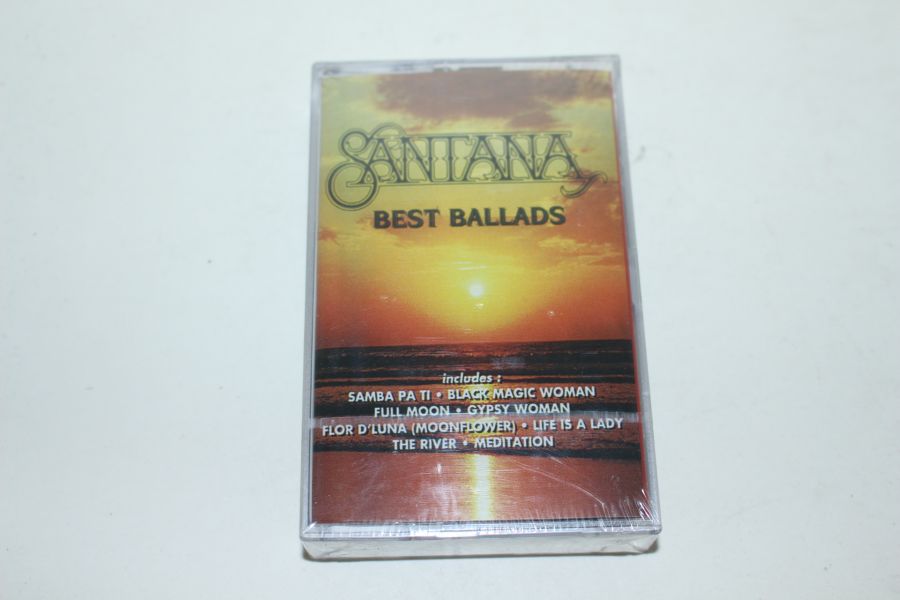 SANTANA
BEST BALLADS
includes :
SAMBA PA TI • BLACK MAGIC WOMAN
FULL MOON • GYPSY WOMAN
FLOR D'LUNA (MOONFLOWER) • LIFE IS A LADY
THE RIVER • MEDITATION